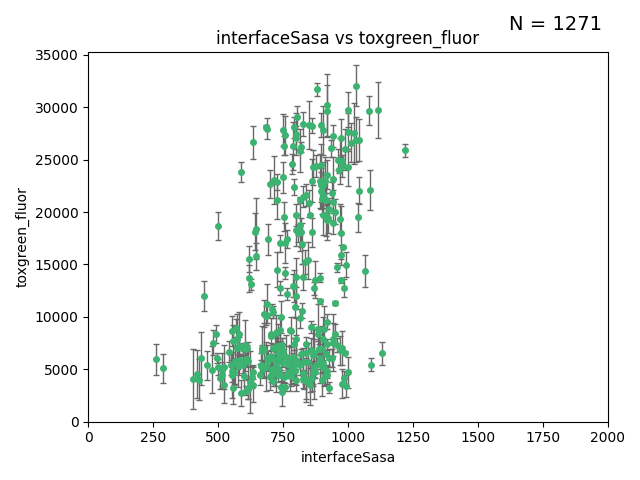 N = 1271
interfaceSasa vs toxgreen_fluor
35000
30000
25000
20000
15000
10000
5000
0
toxgreen_fluor
0 250 500 750 1000 1250 1500 1750 2000
interfaceSasa